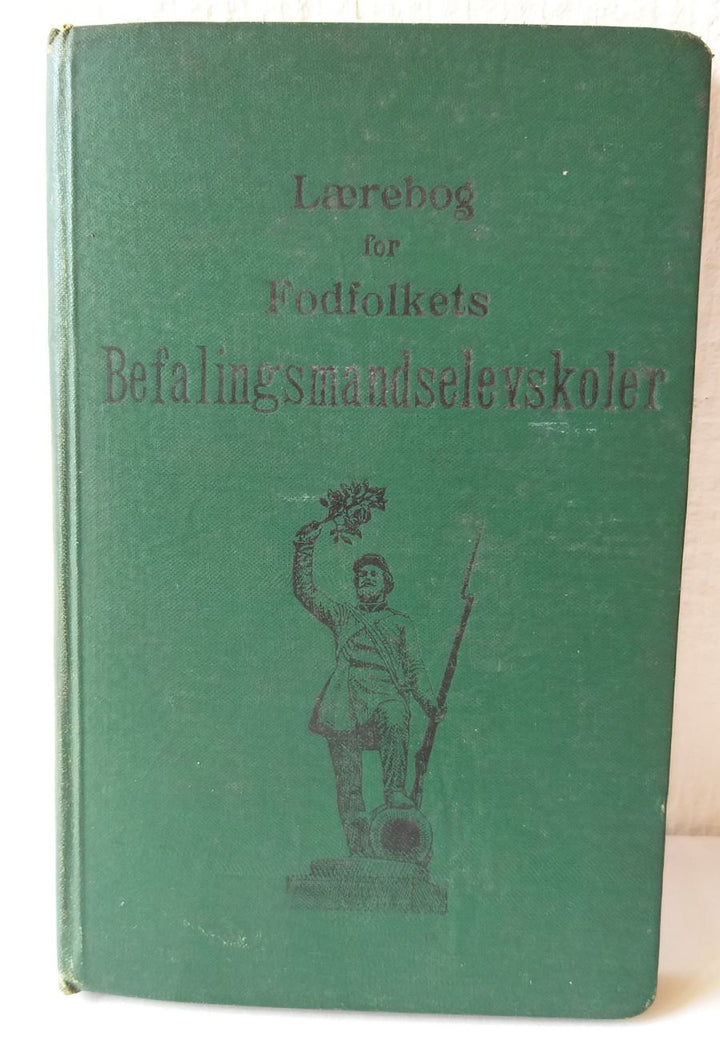 Lærebog
for
Fodfolkets
Befalingsmandselevskoler